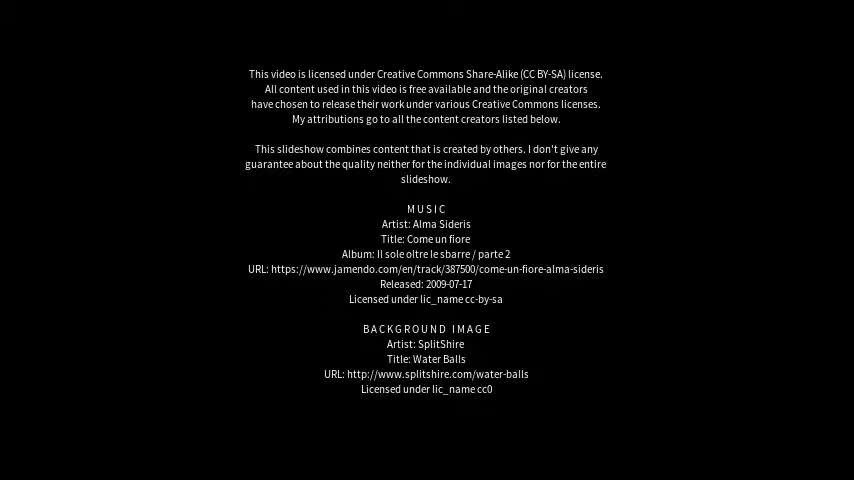 This video is licensed under Creative Commons Share-Alike (CC BY-SA) license.
All content used in this video is free available and the original creators
have chosen to release their work under various Creative Commons licenses.
My attributions go to all the content creators listed below.
This slideshow combines content that is created by others. I don't give any
guarantee about the quality neither for the individual images nor for the entire
slideshow.
MUSIC
Artist: Alma Sideris
Title: Come un fiore
Album: Il sole oltre le sbarre / parte 2
URL: https://www.jamendo.com/en/track/387500/come-un-fiore-alma-sideris
Released: 2009-07-17
Licensed under lic_name cc-by-sa
BACKGROUND IMAGE
Artist: SplitShire
Title: Water Balls
URL: http://www.splitshire.com/water-balls
Licensed under lic_name cc0